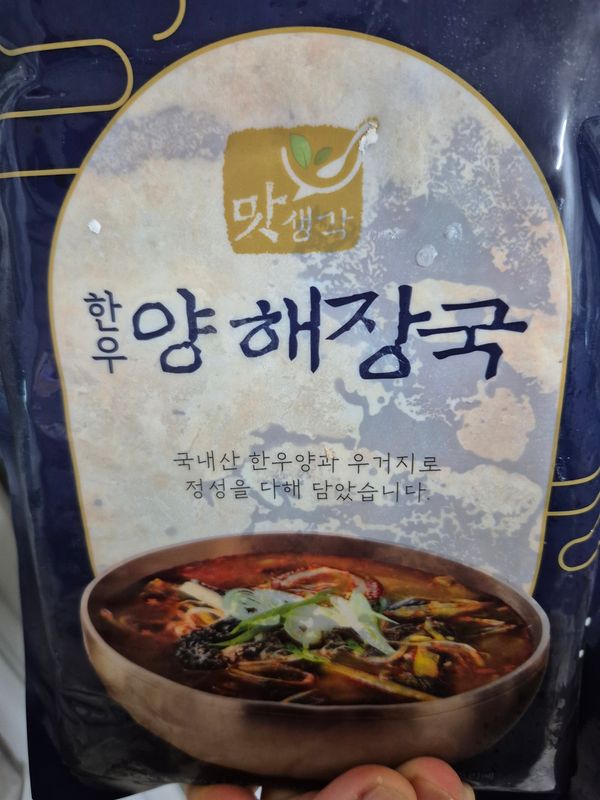 맛생각
한우 양해장국
국내산 한우양과 우거지로
정성을 다해 담았습니다.